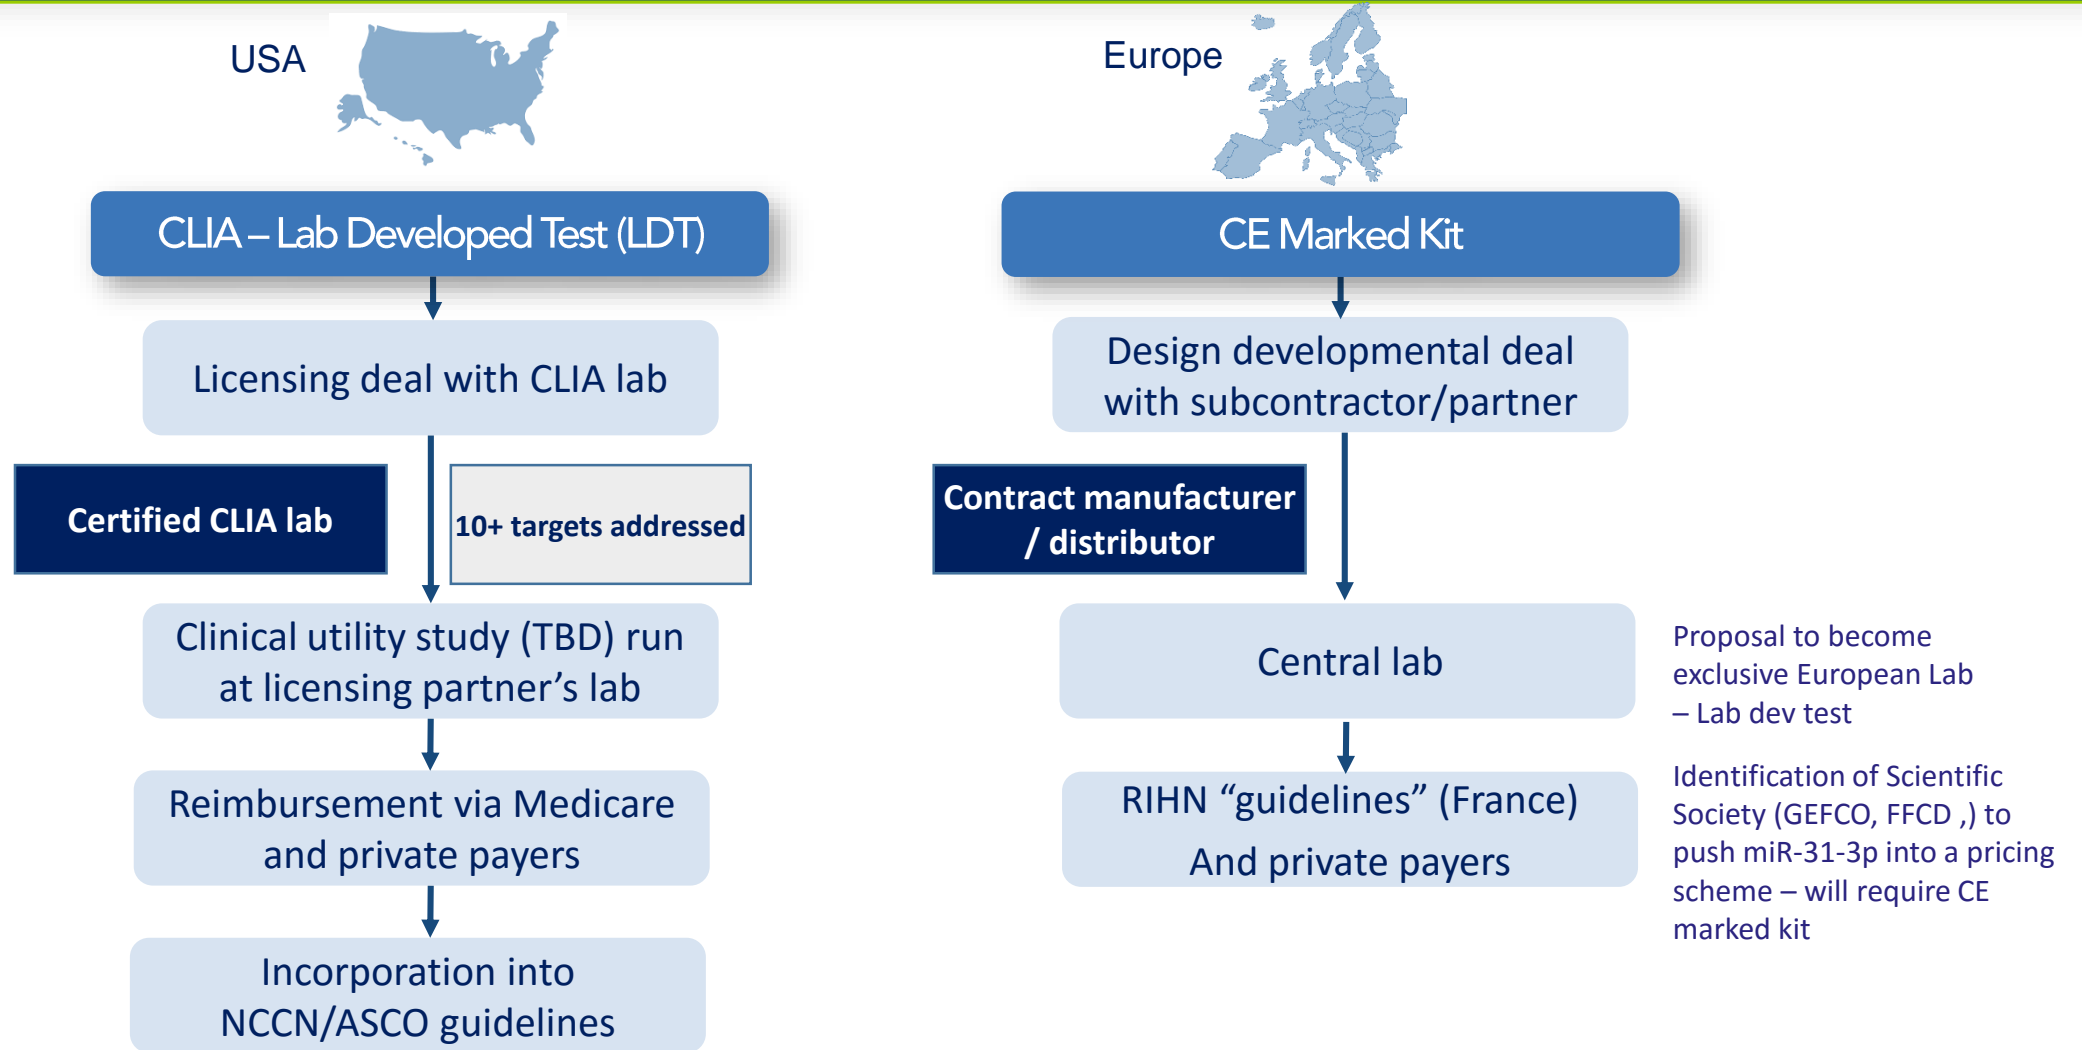 USA
CLIA – Lab Developed Test (LDT)
Licensing deal with CLIA lab
Certified CLIA lab
10+ targets addressed
Clinical utility study (TBD) run
at licensing partner’s lab
Reimbursement via Medicare
and private payers
Incorporation into
NCCN/ASCO guidelines
Europe
CE Marked Kit
Design developmental deal
with subcontractor/partner
Contract manufacturer
/ distributor
Central lab
Proposal to become
exclusive European Lab
– Lab dev test
RIHN “guidelines” (France)
And private payers
Identification of Scientific
Society (GEFCO, FFCD ,) to
push miR-31-3p into a pricing
scheme – will require CE
marked kit